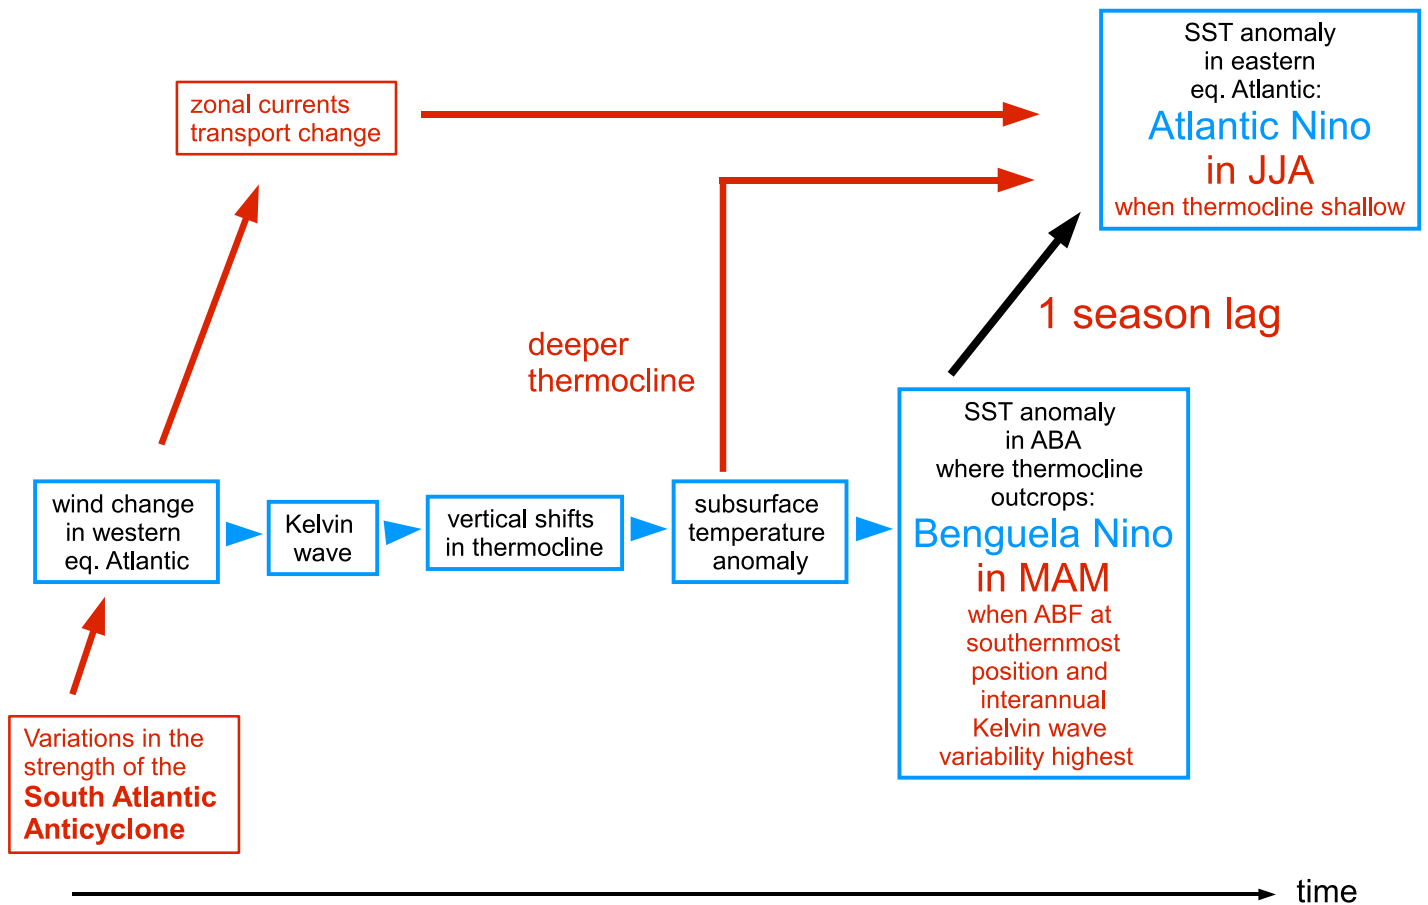 SST anomaly
in eastern
eq. Atlantic:
Atlantic Nino
in JJA
when thermocline shallow
zonal currents
transport change
1 season lag
deeper
thermocline
wind change
in western
eq. Atlantic
Kelvin
wave
vertical shifts
in thermocline
subsurface
temperature
anomaly
SST anomaly
in ABA
where thermocline
outcrops:
Benguela Nino
in MAM
when ABF at
southernmost
position and
interannual
Kelvin wave
variability highest
Variations in the
strength of the
South Atlantic
Anticyclone
time